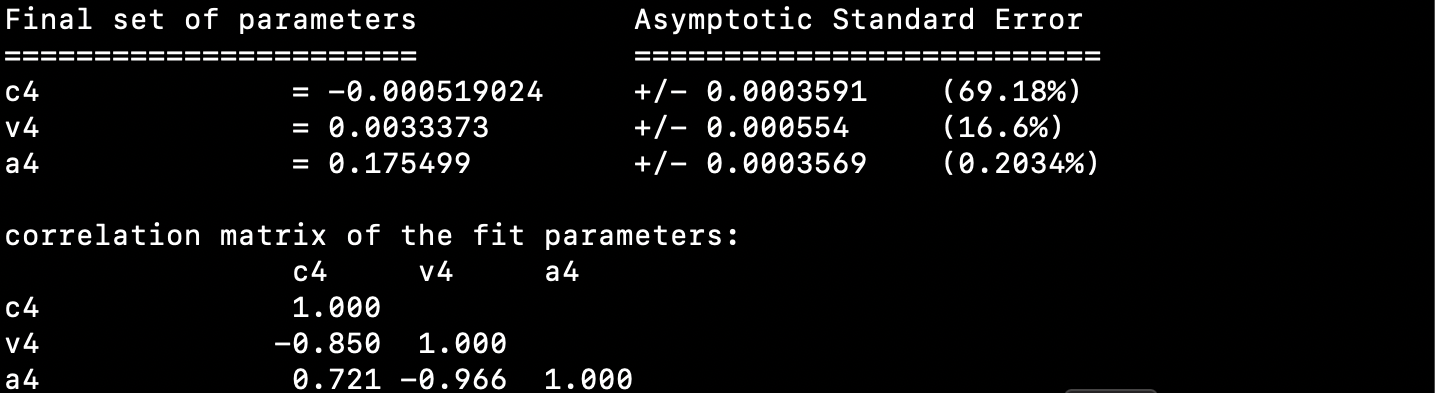 Final set of parameters            Asymptotic Standard Error
=======================            ==========================
c4              = -0.000519024     +/- 0.0003591    (69.18%)
v4              = 0.0033373        +/- 0.000554     (16.6%)
a4              = 0.175499         +/- 0.0003569    (0.2034%)
correlation matrix of the fit parameters:
                c4     v4     a4
c4              1.000
v4             -0.850  1.000
a4              0.721 -0.966  1.000